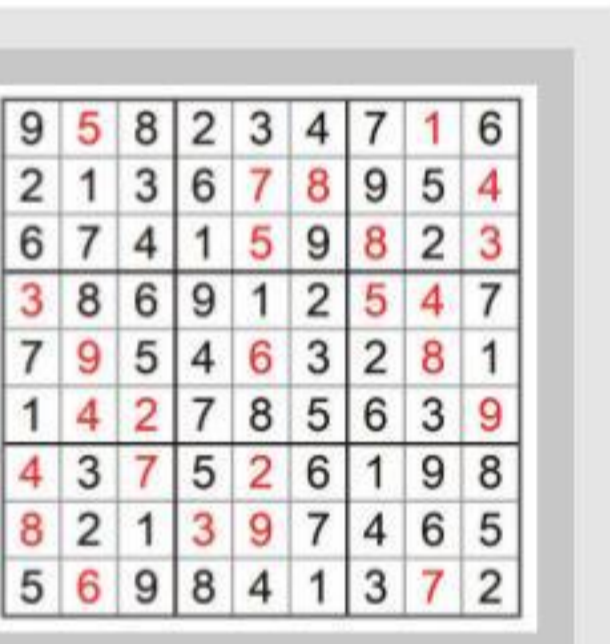 9 5 8 2 3 4 7 1 6
2 1 3 6 7 8 9 5 4
6 7 4 1 5 9 8 2 3
3 8 6 9 1 2 5 4 7
7 9 5 4 6 3 2 8 1
1 4 2 7 8 5 6 3 9
4 3 7 5 2 6 1 9 8
8 2 1 3 9 7 4 6 5
5 6 9 8 4 1 3 7 2